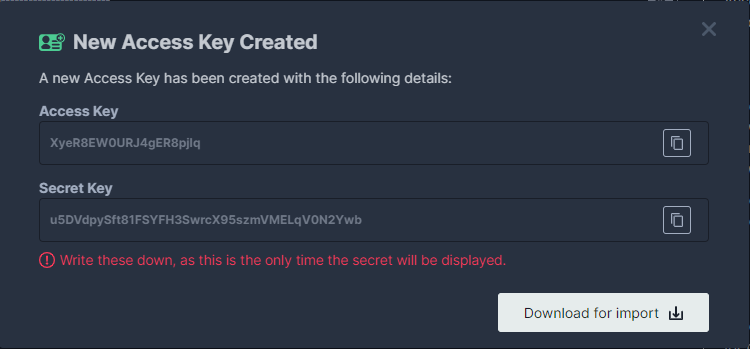 New Access Key Created
A new Access Key has been created with the following details:
Access Key
XyeR8EW0URJ4gER8pjIq
Secret Key
u5DVdpySft81FSYFH3SwrcX95szmVMELqV0N2Ywb
Write these down, as this is the only time the secret will be displayed.
Download for import